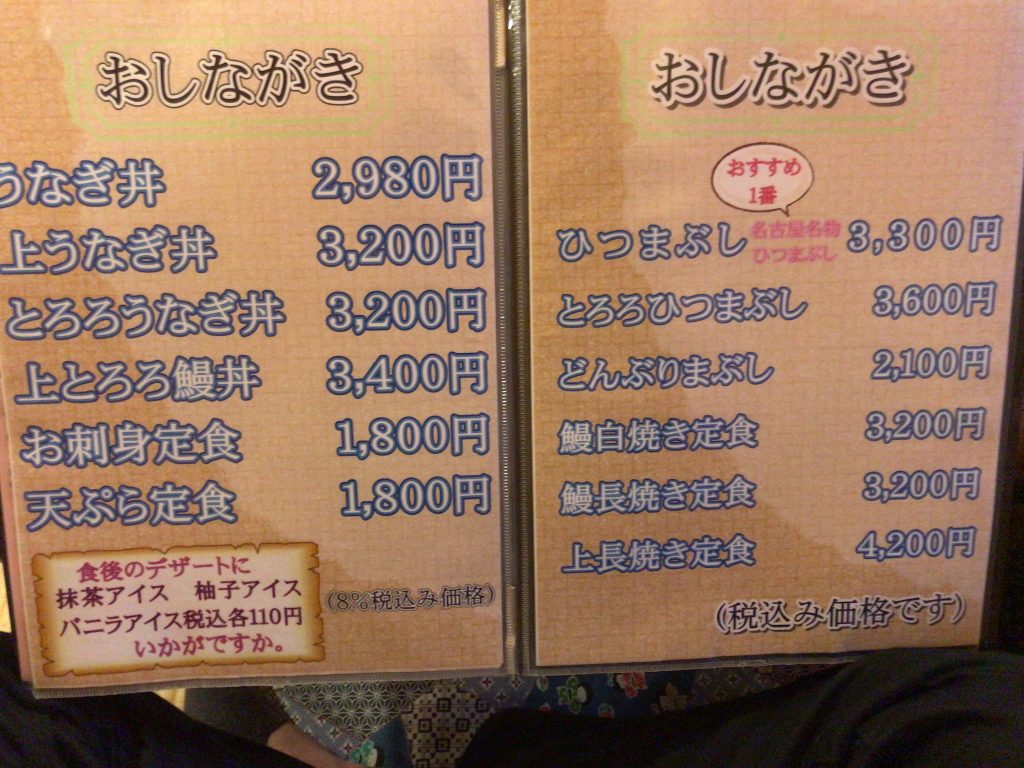 おしながき
うなぎ丼 2,980円
上うなぎ丼 3,200円
とろろうなぎ丼 3,200円
上とろろ鰻丼 3,400円
お刺身定食 1,800円
天ぷら定食 1,800円
食後のデザートに
抹茶アイス 柚子アイス
バニラアイス税込各110円
いかがですか。
(8%税込み価格)
おしながき
おすすめ
1番
ひつまぶし 名古屋名物 3,300円
ひつまぶし
とろろひつまぶし 3,600円
どんぶりまぶし 2,100円
鰻白焼き定食 3,200円
鰻長焼き定食 3,200円
上長焼き定食 4,200円
(税込み価格です)